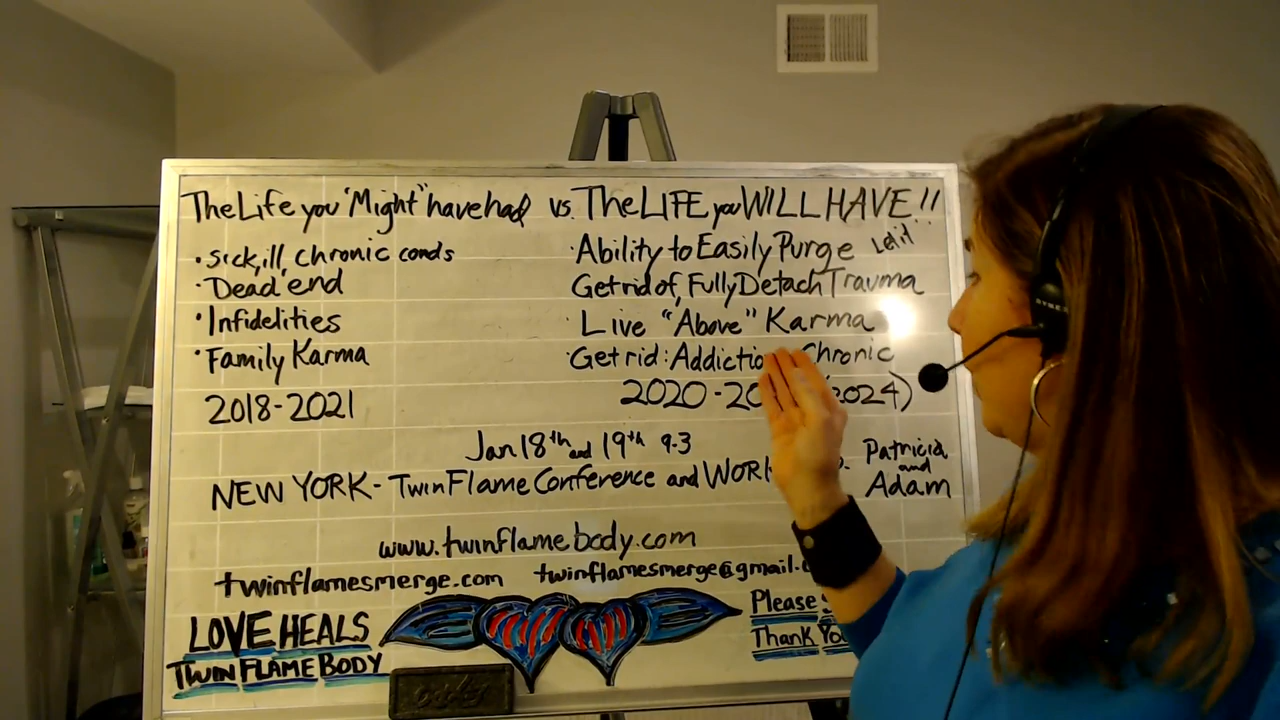 The Life you "Might" have had vs. The LIFE you WILL HAVE!!
• sick, ill, chronic conds
• Dead end
• Infidelities
• Family Karma
2018-2021
• Ability to Easily Purge
Get rid of, Fully Detach Trauma
• Live "Above" Karma
• Get rid: Chronic
2020-20 2024)
Jan 18th and 19th 9-3
NEW YORK- Twin Flame Conference and
Patricia
and
Adam
www.twinflamebody.com
twinflamesmerge.com twinflamesmerge@gmail.
LOVE HEALS
TWIN FLAME BODY
Please
Thank